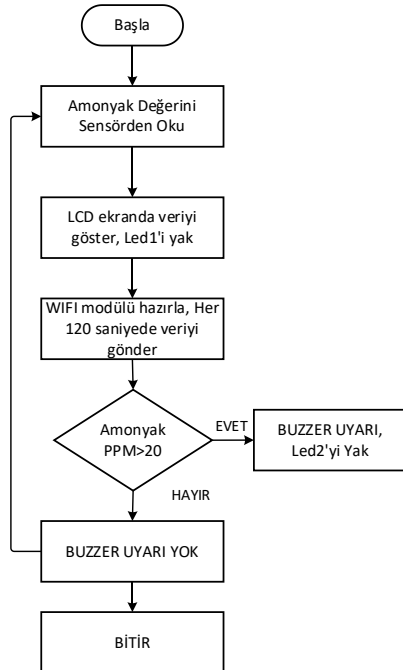 Başla
Amonyak Değerini
Sensörden Oku
LCD ekranda veriyi
göster, Led1'i yak
WIFI modülü hazırla, Her
120 saniyede veriyi
gönder
Amonyak
PPM>20
EVET
BUZZER UYARI,
Led2'yi Yak
HAYIR
BUZZER UYARI YOK
BİTİR